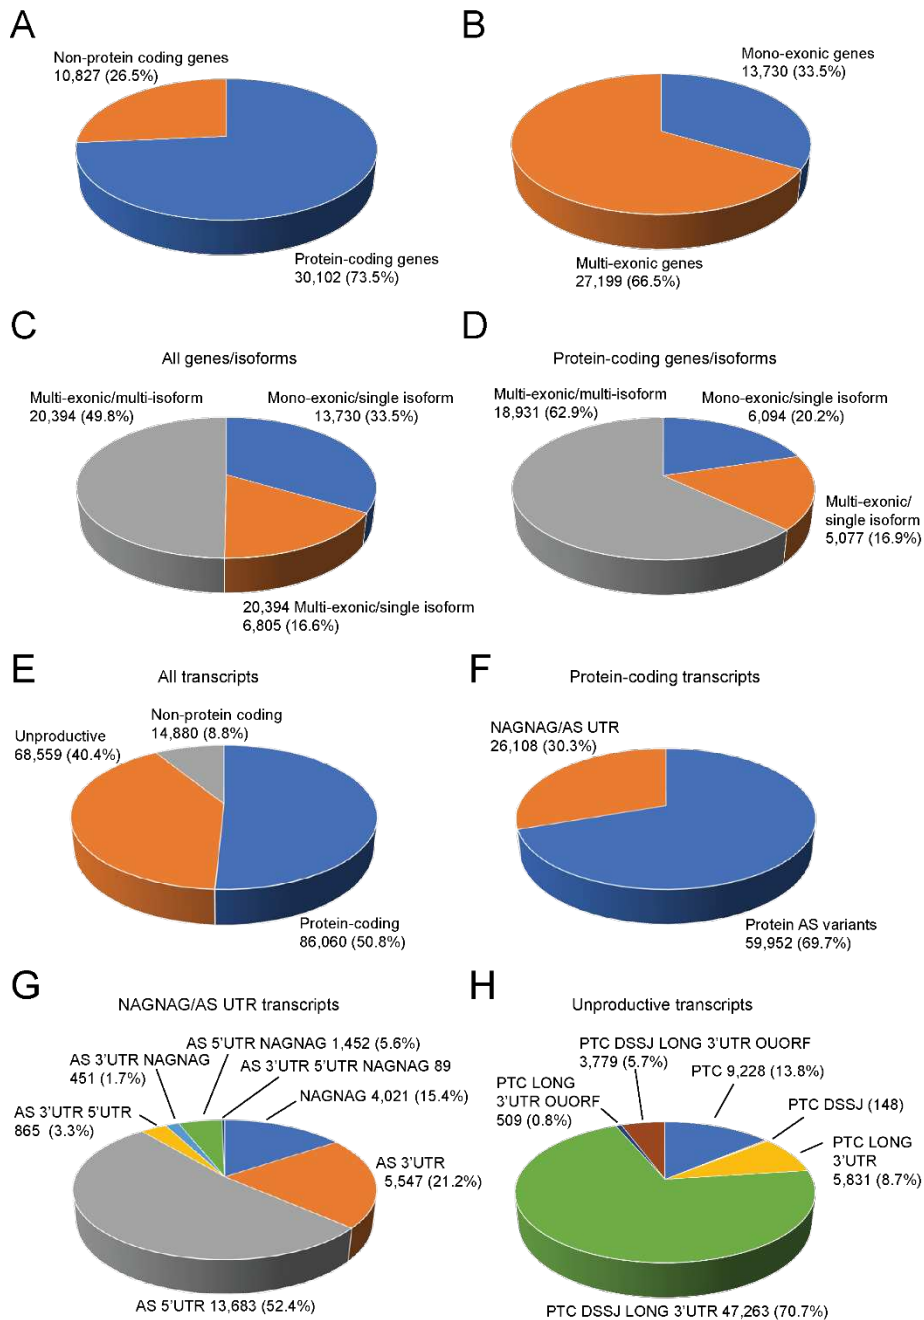 A
Non-protein coding genes
10,827 (26.5%)
Protein-coding genes
30,102 (73.5%)
B
Mono-exonic genes
13,730 (33.5%)
Multi-exonic genes
27,199 (66.5%)
C
All genes/isoforms
Multi-exonic/multi-isoform
20,394 (49.8%)
Mono-exonic/single isoform
13,730 (33.5%)
20,394 Multi-exonic/single isoform
6,805 (16.6%)
D
Protein-coding genes/isoforms
Multi-exonic/multi-isoform
18,931 (62.9%)
Mono-exonic/single isoform
6,094 (20.2%)
Multi-exonic/
single isoform
5,077 (16.9%)
E
All transcripts
Non-protein coding
14,880 (8.8%)
Unproductive
68,559 (40.4%)
Protein-coding
86,060 (50.8%)
F
Protein-coding transcripts
NAGNAG/AS UTR
26,108 (30.3%)
Protein AS variants
59,952 (69.7%)
G
NAGNAG/AS UTR transcripts
AS 5'UTR NAGNAG 1,452 (5.6%)
AS 3'UTR NAGNAG
451 (1.7%)
AS 3'UTR 5'UTR NAGNAG 89
NAGNAG 4,021 (15.4%)
AS 3'UTR 5'UTR
865 (3.3%)
AS 3'UTR
5,547 (21.2%)
AS 5'UTR 13,683 (52.4%)
H
Unproductive transcripts
PTC DSSJ LONG 3'UTR OUORF
3,779 (5.7%)
PTC 9,228 (13.8%)
PTC LONG
3'UTR OUORF
509 (0.8%)
PTC DSSJ (148)
PTC LONG
3'UTR
5,831 (8.7%)
PTC DSSJ LONG 3'UTR 47,263 (70.7%)